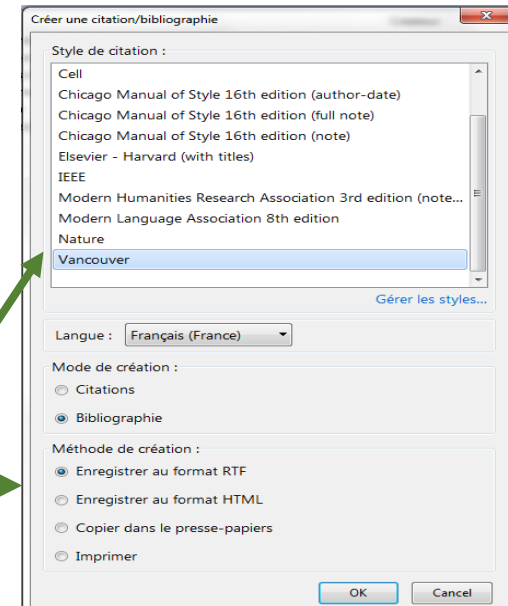 Créer une citation/bibliographie
Style de citation :
Cell
Chicago Manual of Style 16th edition (author-date)
Chicago Manual of Style 16th edition (full note)
Chicago Manual of Style 16th edition (note)
Elsevier - Harvard (with titles)
IEEE
Modern Humanities Research Association 3rd edition (note...
Modern Language Association 8th edition
Nature
Vancouver
Gérer les styles...
Langue : Français (France)
Mode de création :
Citations
Bibliographie
Méthode de création :
Enregistrer au format RTF
Enregistrer au format HTML
Copier dans le presse-papiers
Imprimer
OK Cancel